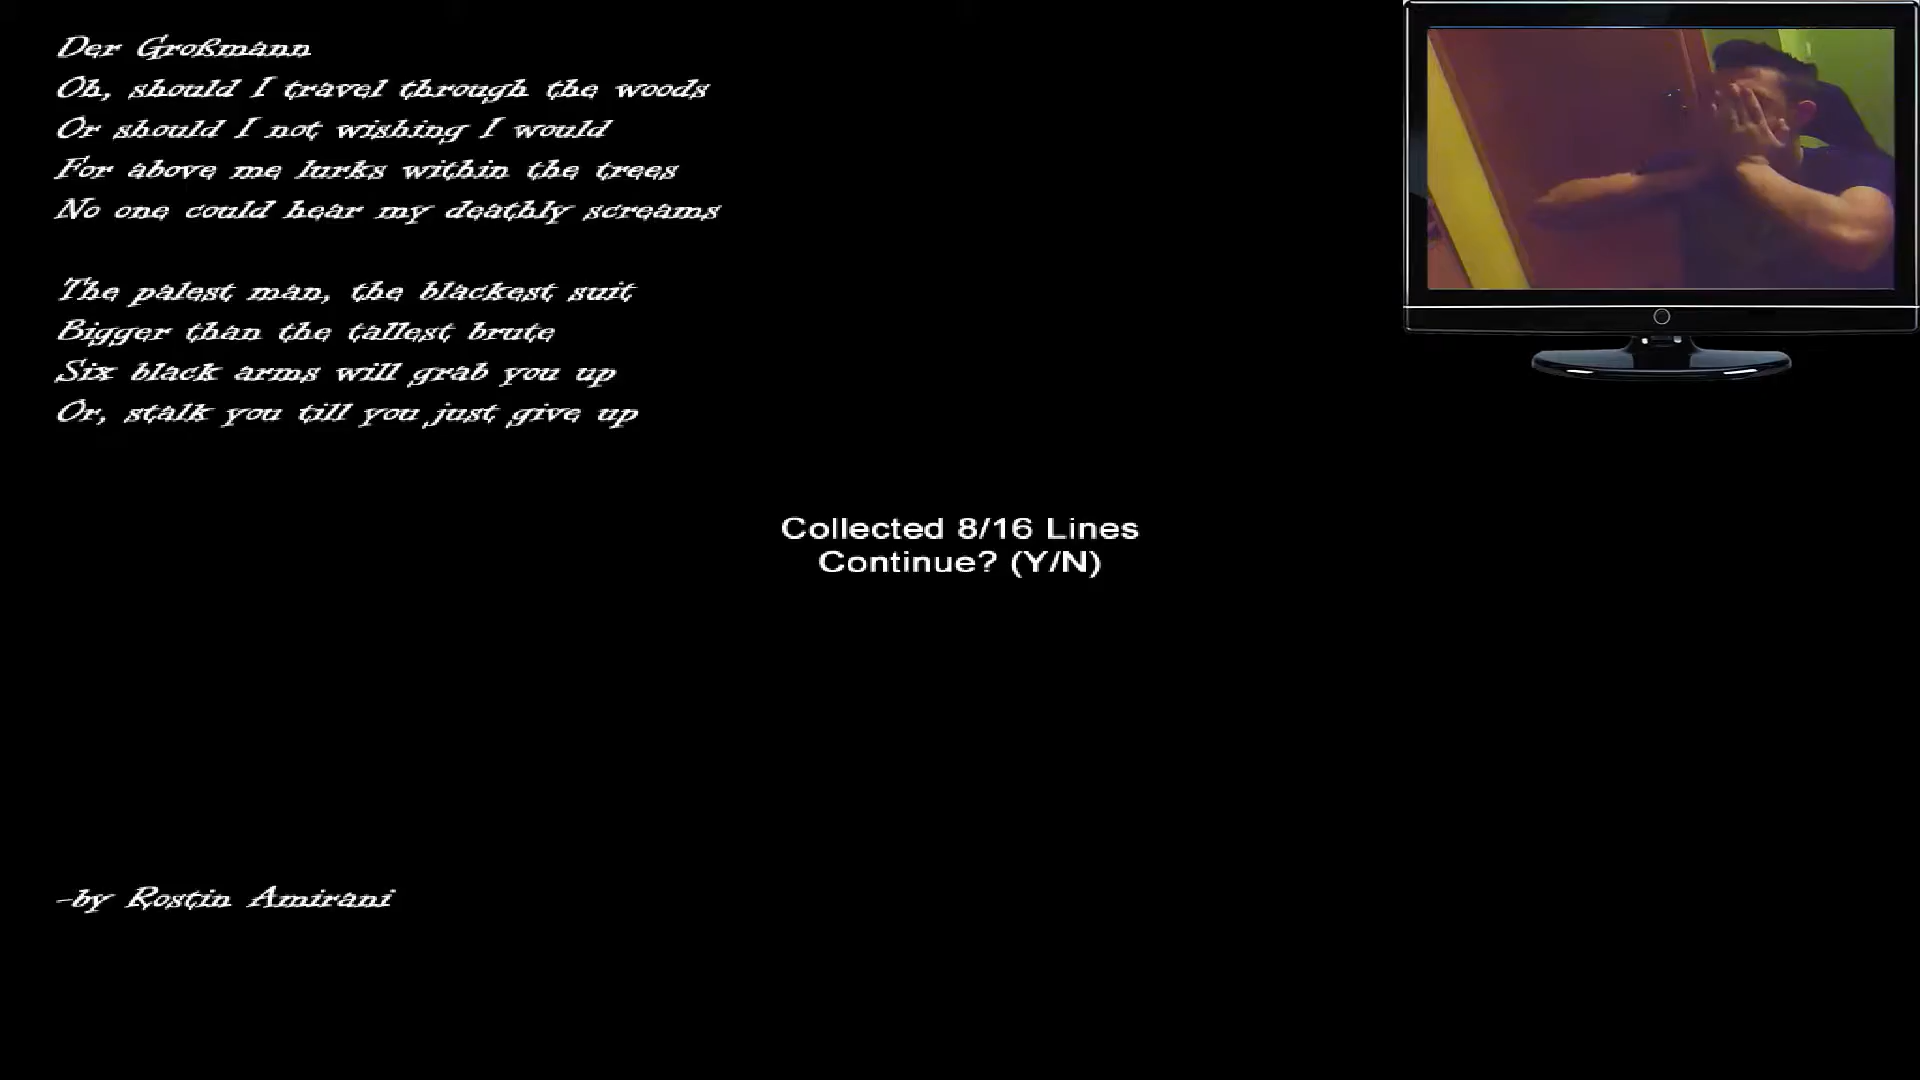 Der Großmann
Oh, should I travel through the woods
Or should I not wishing I would
For above me lurks within the trees
No one could hear my deathly screams
The palest man, the blackest suit
Bigger than the tallest brute
Six black arms will grab you up
Or, stalk you till you just give up
Collected 8/16 Lines
Continue? (Y/N)
-by Rostin Amirani